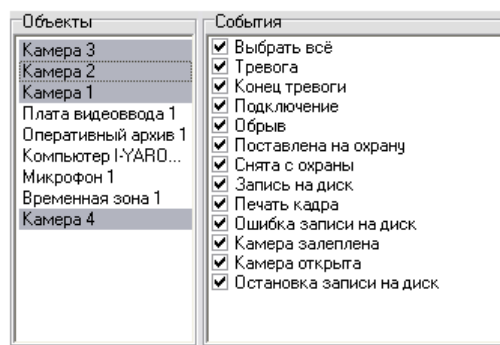 Объекты
Камера 3
Камера 2
Камера 1
Плата видеоввода 1
Оперативный архив 1
Компьютер I-YARO...
Микрофон 1
Временная зона 1
Камера 4
События
Выбрать всё
Тревога
Конец тревоги
Подключение
Обрыв
Поставлена на охрану
Снята с охраны
Запись на диск
Печать кадра
Ошибка записи на диск
Камера залеплена
Камера открыта
Остановка записи на диск